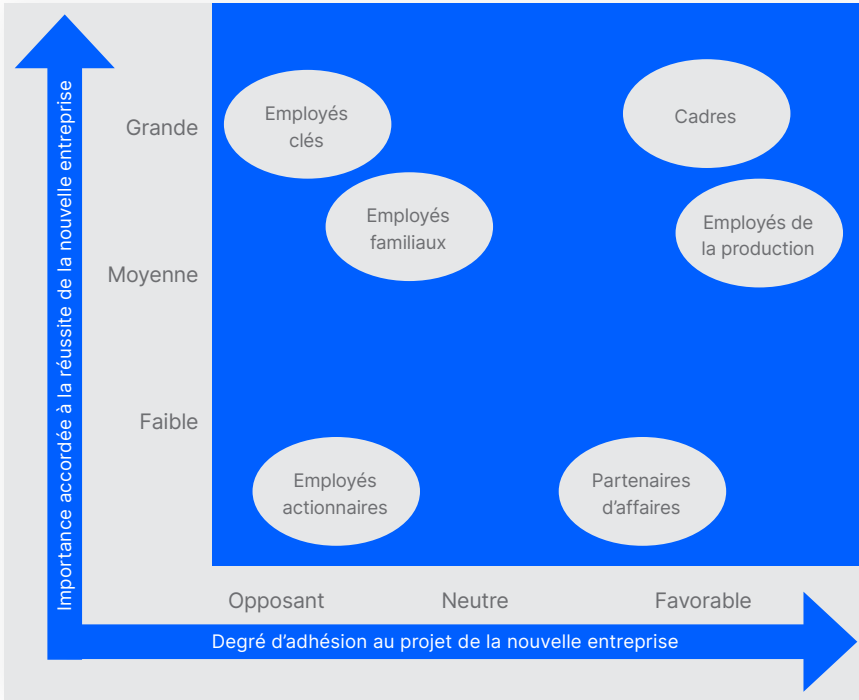 Importance accordée à la réussite de la nouvelle entreprise
Grande
Moyenne
Faible
Employés
clés
Cadres
Employés
familiaux
Employés de
la production
Employés
actionnaires
Partenaires
d’affaires
Opposant
Neutre
Favorable
Degré d’adhésion au projet de la nouvelle entreprise